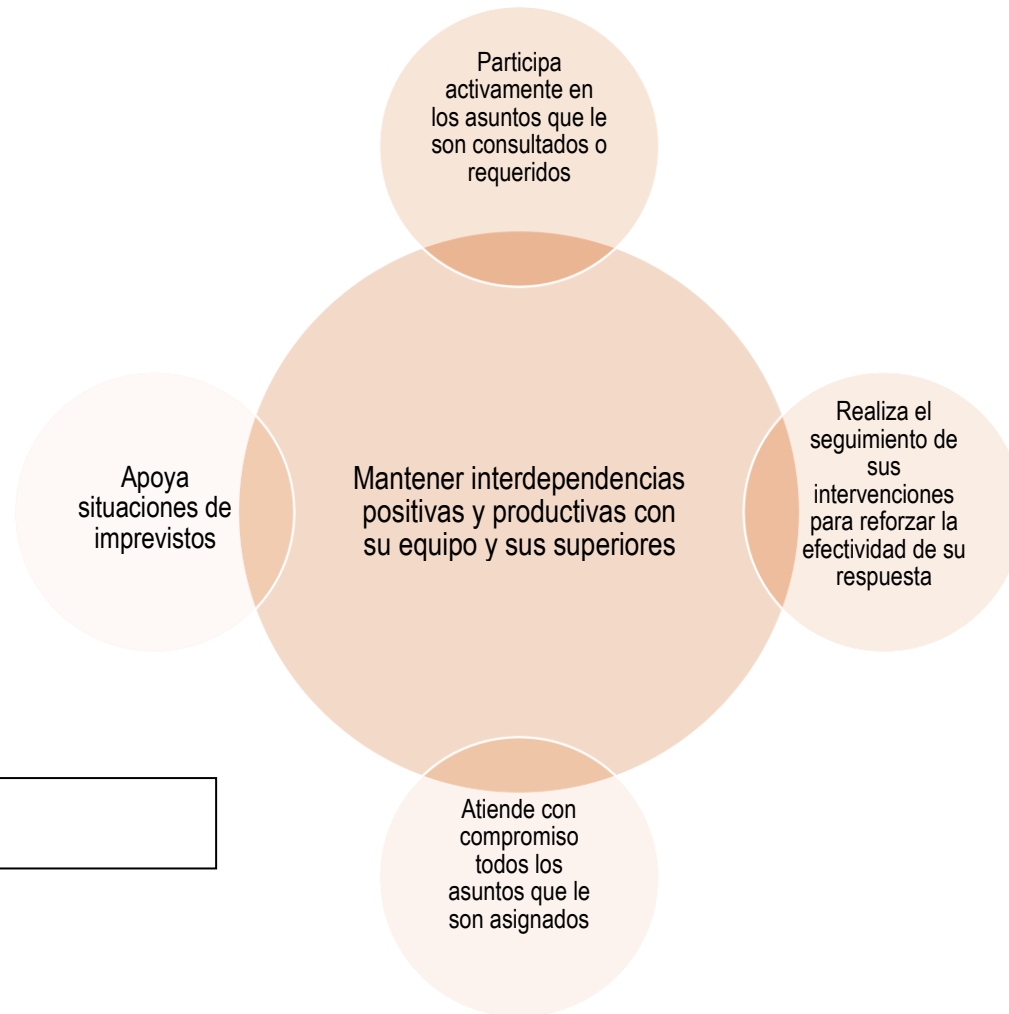 Participa
activamente en
los asuntos que le
son consultados o
requeridos
Apoya
situaciones de
imprevistos
Mantener interdependencias
positivas y productivas con
su equipo y sus superiores
Realiza el
seguimiento de
sus
intervenciones
para reforzar la
efectividad de su
respuesta
Atiende con
compromiso
todos los
asuntos que le
son asignados